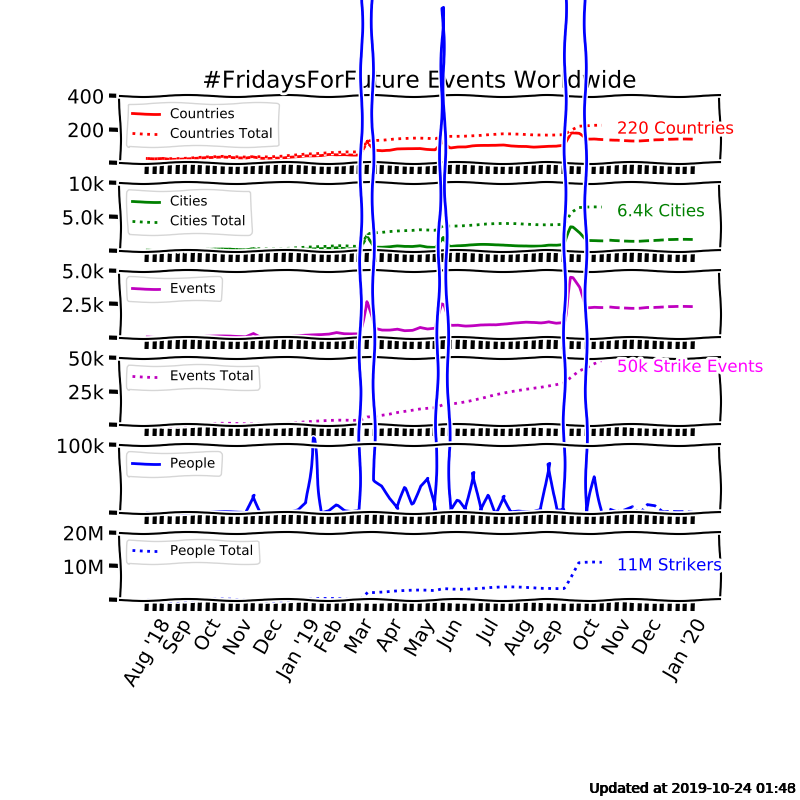 #FridaysForFuture Events Worldwide
400
200
Countries
Countries Total
220 Countries
10k
5.0k
Cities
Cities Total
6.4k Cities
5.0k
2.5k
Events
50k
25k
Events Total
50k Strike Events
100k
People
20M
10M
People Total
11M Strikers
Aug '18 Sep Oct Nov Dec Jan '19 Feb Mar Apr May Jun Jul Aug Sep Oct Nov Dec Jan '20
Updated at 2019-10-24 01:48